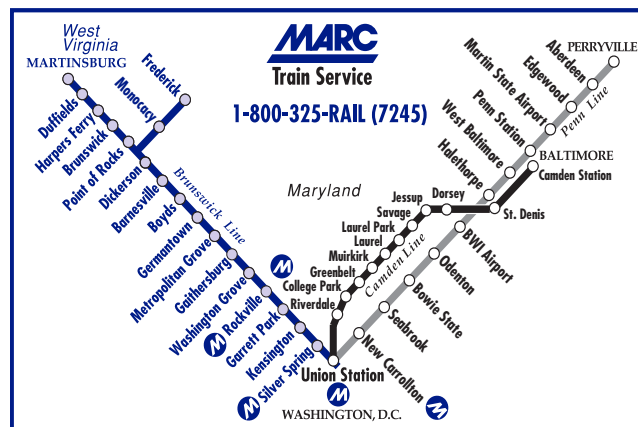 West
Virginia
MARTINSBURG
MARC
Train Service
1-800-325-RAIL (7245)
PERRYVILLE
Aberdeen
Edgewood
Martin State Airport
Penn Station
West Baltimore
Halethorpe
Penn Line
BALTIMORE
Camden Station
Frederick
Monocacy
Duffields
Harpers Ferry
Brunswick
Point of Rocks
Dickerson
Barnesville
Boyds
Germantown
Metropolitan Grove
Gaithersburg
Washington Grove
Rockville
Garrett Park
Kensington
Silver Spring
Brunswick Line
Maryland
Jessup
Dorsey
Savage
St. Denis
Laurel Park
Laurel
Muirkirk
Greenbelt
College Park
Riverdale
Camden Line
BWI Airport
Odenton
Bowie State
Seabrook
New Carrollton
Union Station
WASHINGTON, D.C.
M
M
M
M
M